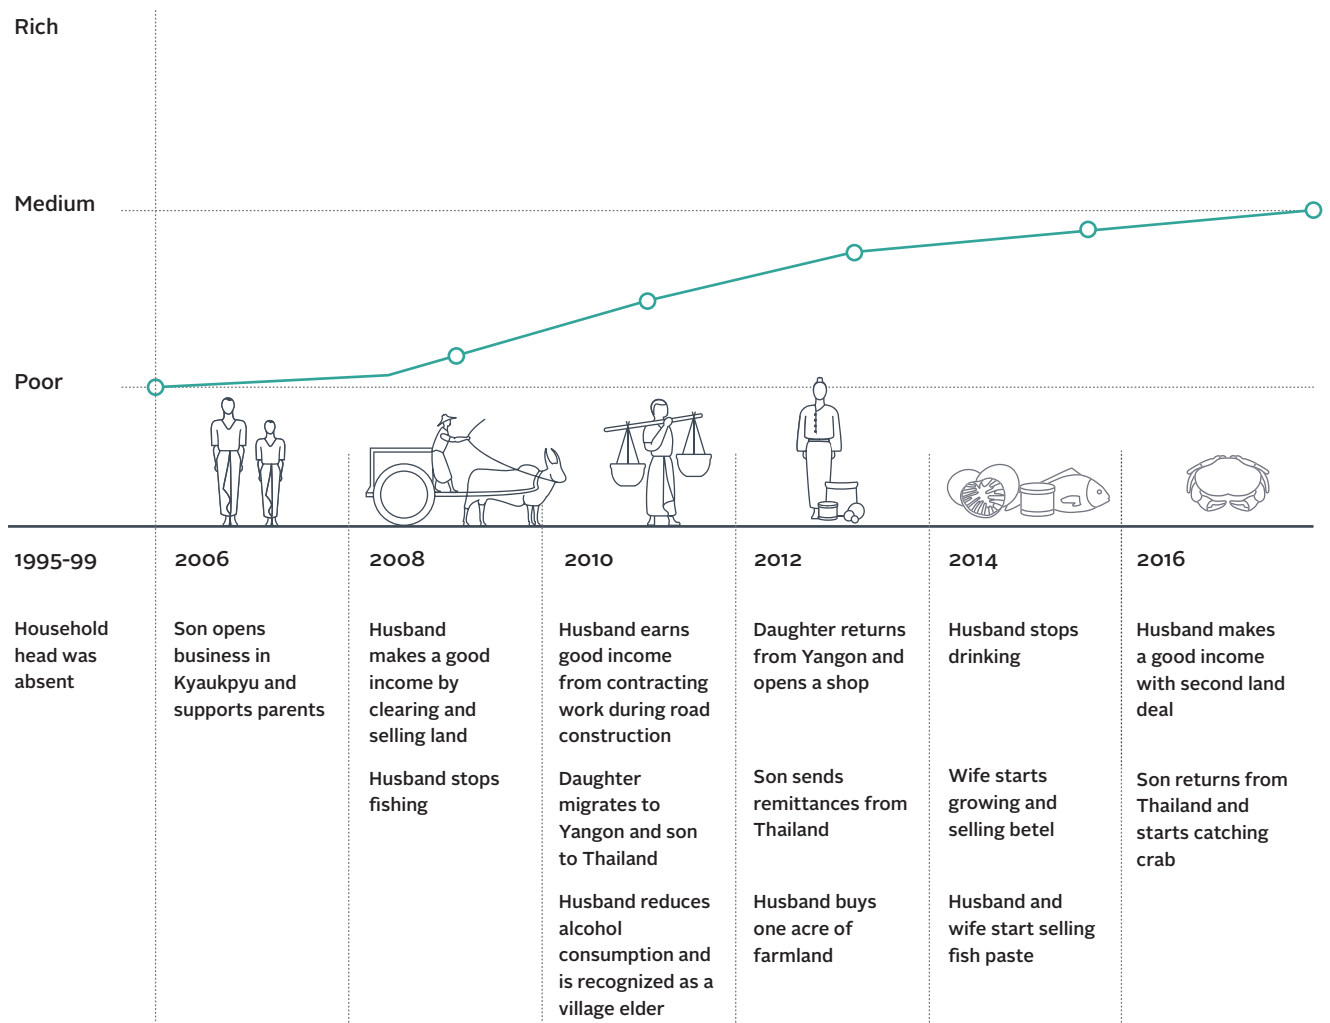 Rich
Medium
Poor
1995-99
2006
2008
2010
2012
2014
2016
Household
head was
absent
Son opens
business in
Kyaukpyu and
supports parents
Husband
makes a good
income by
clearing and
selling land
Husband stops
fishing
Husband earns
good income
from contracting
work during road
construction
Daughter
migrates to
Yangon and son
to Thailand
Husband reduces
alcohol
consumption and
is recognized as a
village elder
Daughter returns
from Yangon and
opens a shop
Son sends
remittances from
Thailand
Husband buys
one acre of
farmland
Husband stops
drinking
Wife starts
growing and
selling betel
Husband and
wife start selling
fish paste
Husband makes
a good income
with second land
deal
Son returns from
Thailand and
starts catching
crab